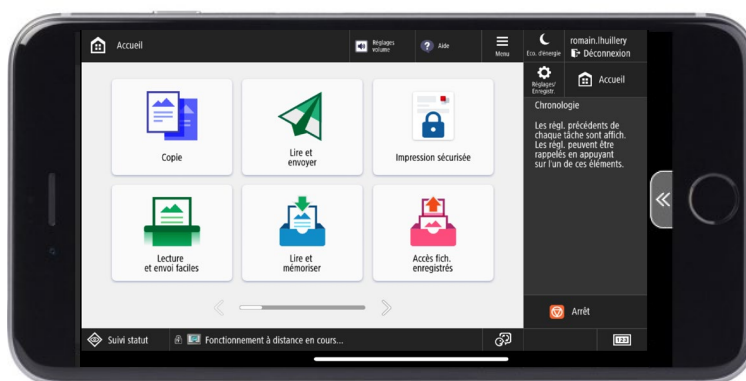 Accueil
Réglages
volume
Aide
Menu
Eco. d'énergie
romain.lhuillery
Déconnexion
Réglages/
Enregistr.
Accueil
Chronologie
Les régl. précédents de
chaque tâche sont affich.
Les régl. peuvent être
rappelés en appuyant
sur l'un de ces éléments.
Copie
Lire et
envoyer
Impression sécurisée
Lecture
et envoi faciles
Lire et
mémoriser
Accès fich.
enregistrés
Arrêt
Suivi statut
Fonctionnement à distance en cours...
123